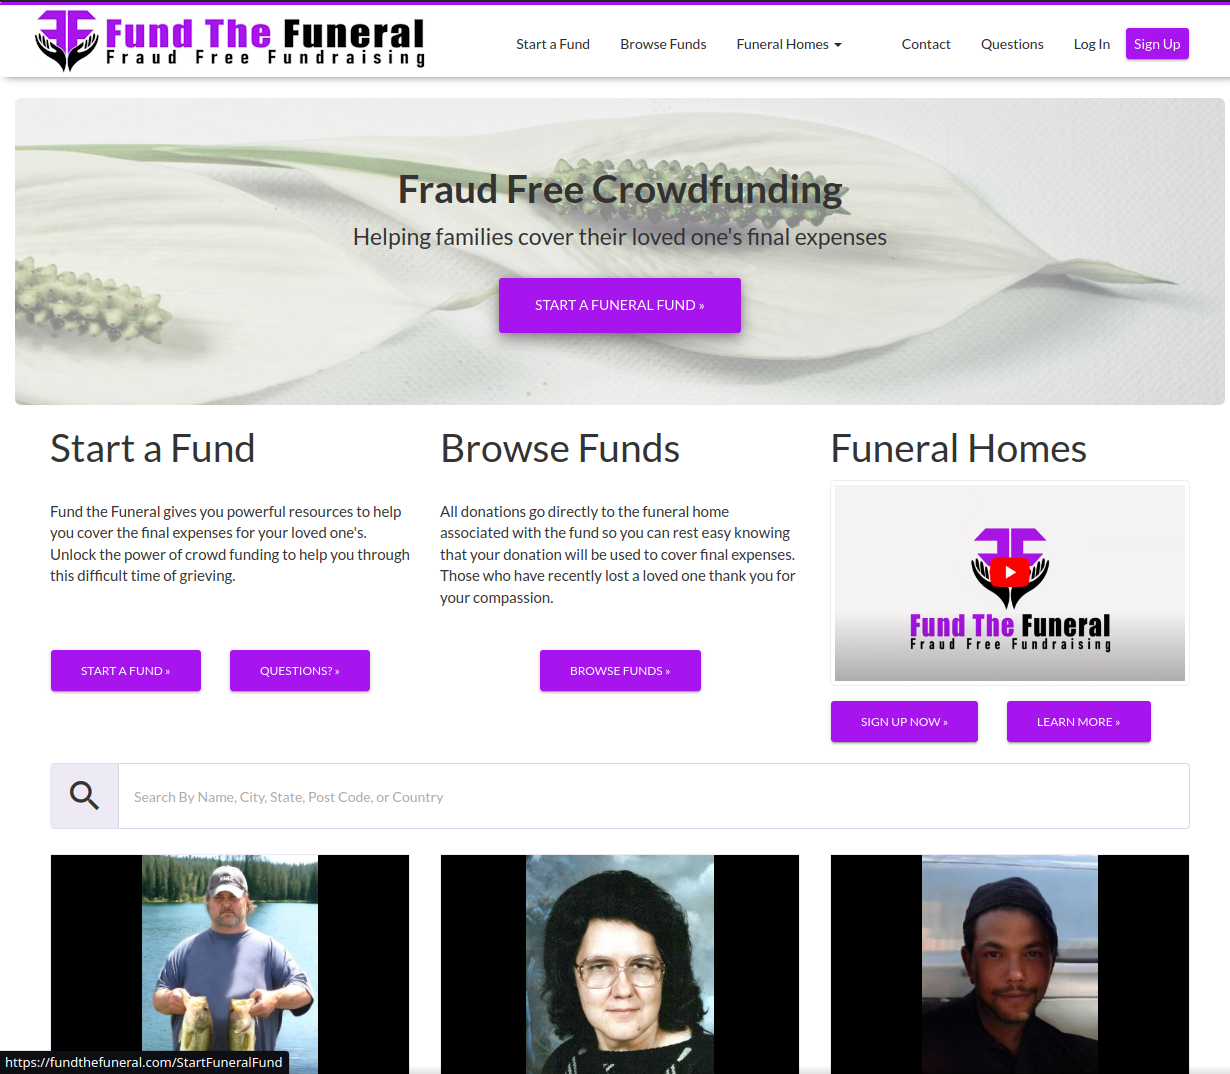 Fund The Funeral
Fraud Free Fundraising
Start a Fund
Browse Funds
Funeral Homes
Contact
Questions
Log In
Sign Up
Fraud Free Crowdfunding
Helping families cover their loved one's final expenses
START A FUNERAL FUND »
Start a Fund
Fund the Funeral gives you powerful resources to help
you cover the final expenses for your loved one's.
Unlock the power of crowd funding to help you through
this difficult time of grieving.
START A FUND »
QUESTIONS? »
Browse Funds
All donations go directly to the funeral home
associated with the fund so you can rest easy knowing
that your donation will be used to cover final expenses.
Those who have recently lost a loved one thank you for
your compassion.
BROWSE FUNDS »
Funeral Homes
Fund The Funeral
Fraud Free Fundraising
SIGN UP NOW »
LEARN MORE »
Search By Name, City, State, Post Code, or Country
https://fundthefuneral.com/StartFuneralFund